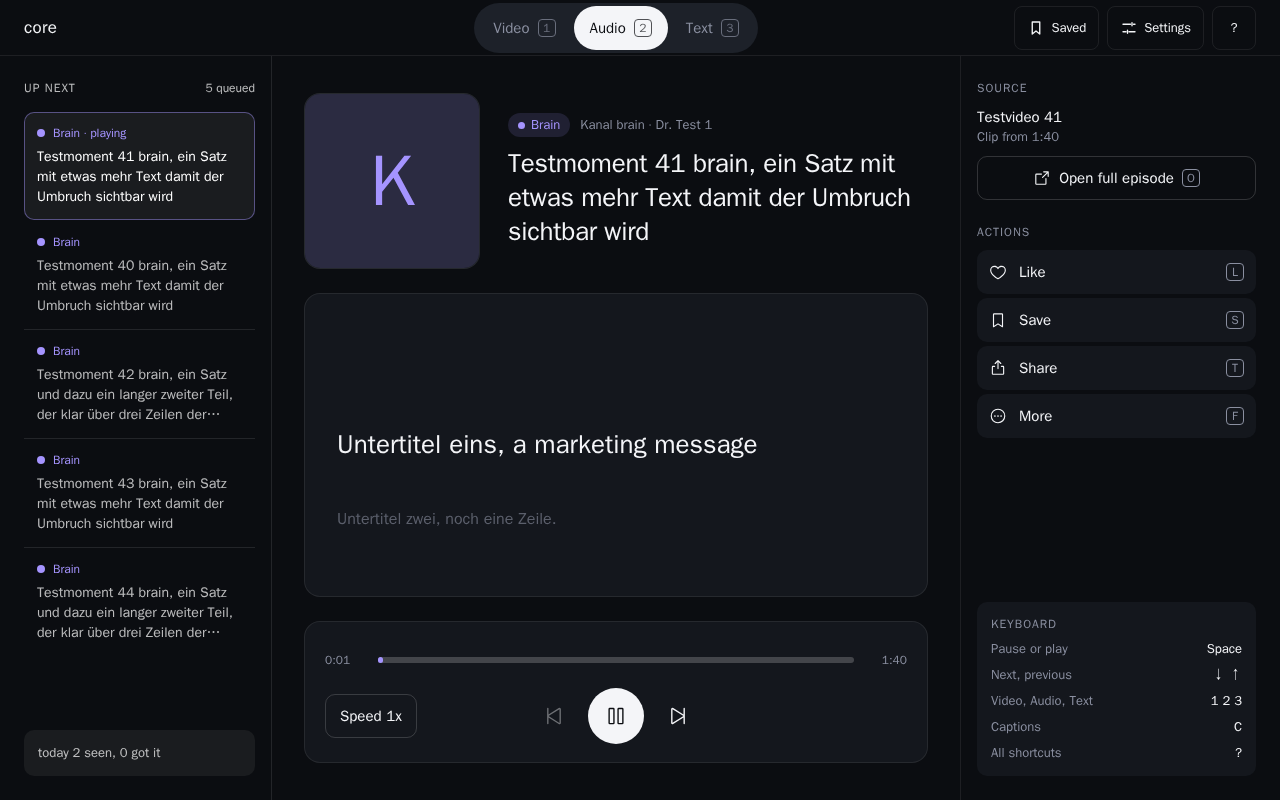 core
Video 1
Audio 2
Text 3
Saved
Settings
?
UP NEXT
5 queued
Brain · playing
Testmoment 41 brain, ein Satz
mit etwas mehr Text damit der
Umbruch sichtbar wird
Brain
Testmoment 40 brain, ein Satz
mit etwas mehr Text damit der
Umbruch sichtbar wird
Brain
Testmoment 42 brain, ein Satz
und dazu ein langer zweiter Teil,
der klar über drei Zeilen der…
Brain
Testmoment 43 brain, ein Satz
mit etwas mehr Text damit der
Umbruch sichtbar wird
Brain
Testmoment 44 brain, ein Satz
und dazu ein langer zweiter Teil,
der klar über drei Zeilen der…
today 2 seen, 0 got it
K
Brain
Kanal brain · Dr. Test 1
Testmoment 41 brain, ein Satz mit
etwas mehr Text damit der Umbruch
sichtbar wird
Untertitel eins, a marketing message
Untertitel zwei, noch eine Zeile.
0:01
1:40
Speed 1x
SOURCE
Testvideo 41
Clip from 1:40
Open full episode O
ACTIONS
Like L
Save S
Share T
More F
KEYBOARD
Pause or play Space
Next, previous ↓ ↑
Video, Audio, Text 1 2 3
Captions C
All shortcuts ?